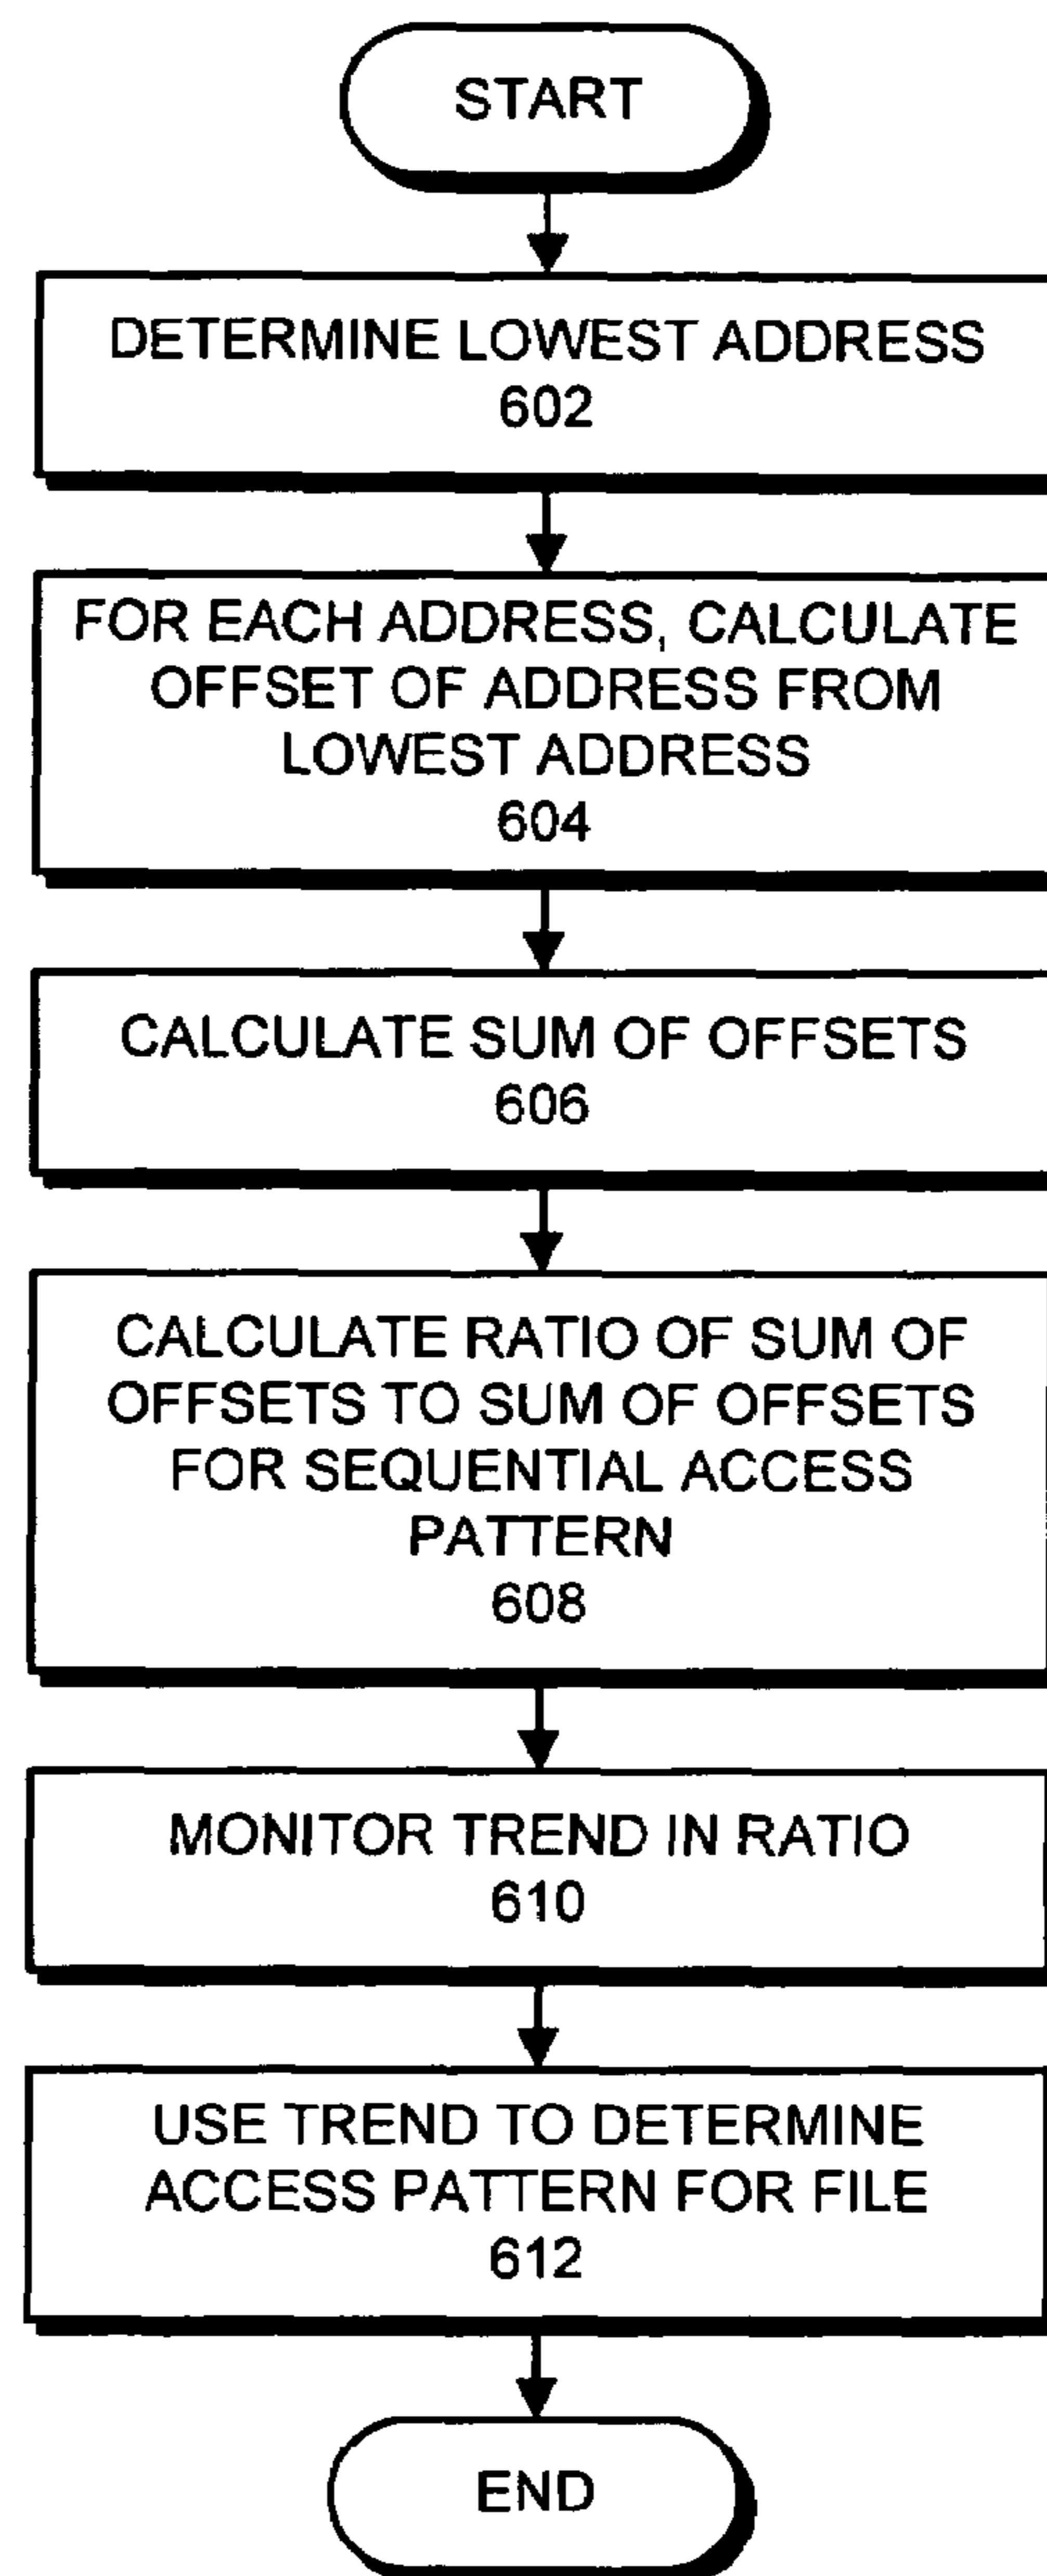 START
DETERMINE LOWEST ADDRESS
602
FOR EACH ADDRESS, CALCULATE
OFFSET OF ADDRESS FROM
LOWEST ADDRESS
604
CALCULATE SUM OF OFFSETS
606
CALCULATE RATIO OF SUM OF
OFFSETS TO SUM OF OFFSETS
FOR SEQUENTIAL ACCESS
PATTERN
608
MONITOR TREND IN RATIO
610
USE TREND TO DETERMINE
ACCESS PATTERN FOR FILE
612
END